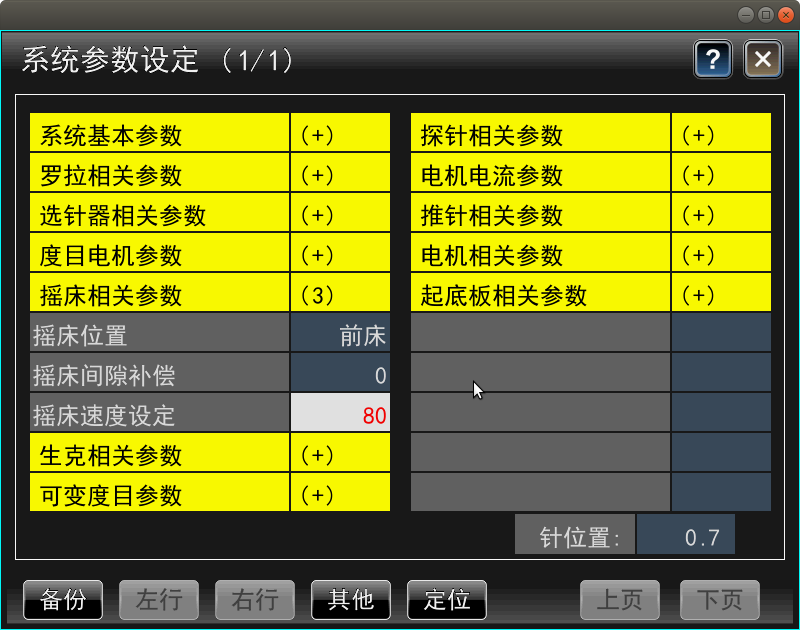 系统参数设定 (1/1)
?
系统基本参数 (+)
罗拉相关参数 (+)
选针器相关参数 (+)
度目电机参数 (+)
摇床相关参数 (3)
摇床位置 前床
摇床间隙补偿 0
摇床速度设定 80
生克相关参数 (+)
可变度目参数 (+)
探针相关参数 (+)
电机电流参数 (+)
推针相关参数 (+)
电机相关参数 (+)
起底板相关参数 (+)
针位置: 0.7
备份 左行 右行 其他 定位 上页 下页